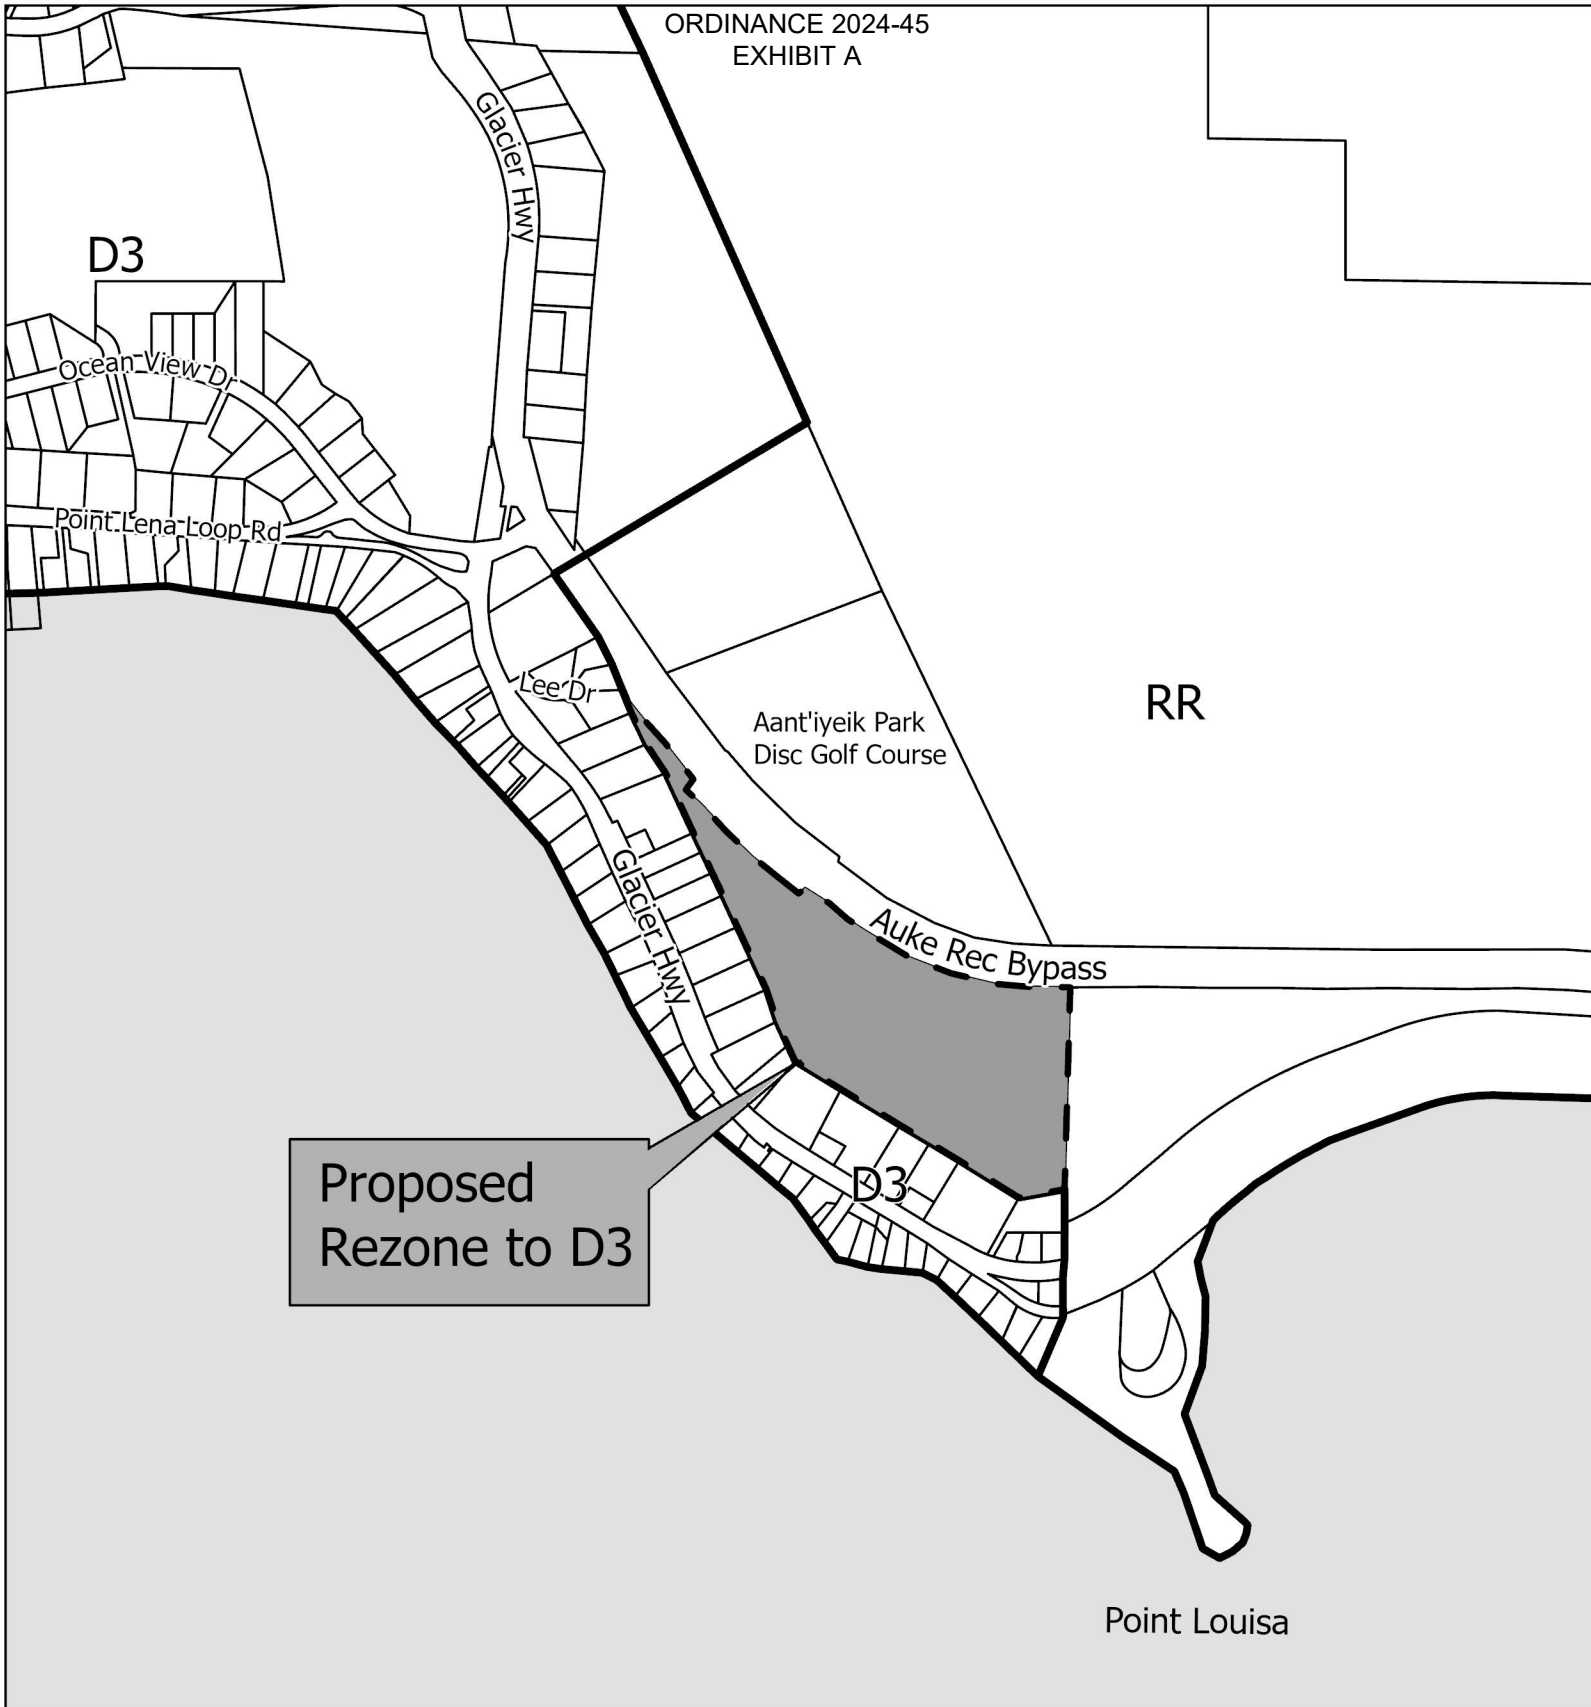 ORDINANCE 2024-45
EXHIBIT A
Glacier Hwy
D3
Ocean View Dr
Point Lena Loop Rd
Lee Dr
RR
Aant'iyeik Park
Disc Golf Course
Glacier Hwy
Auke Rec Bypass
Proposed
Rezone to D3
D3
Point Louisa